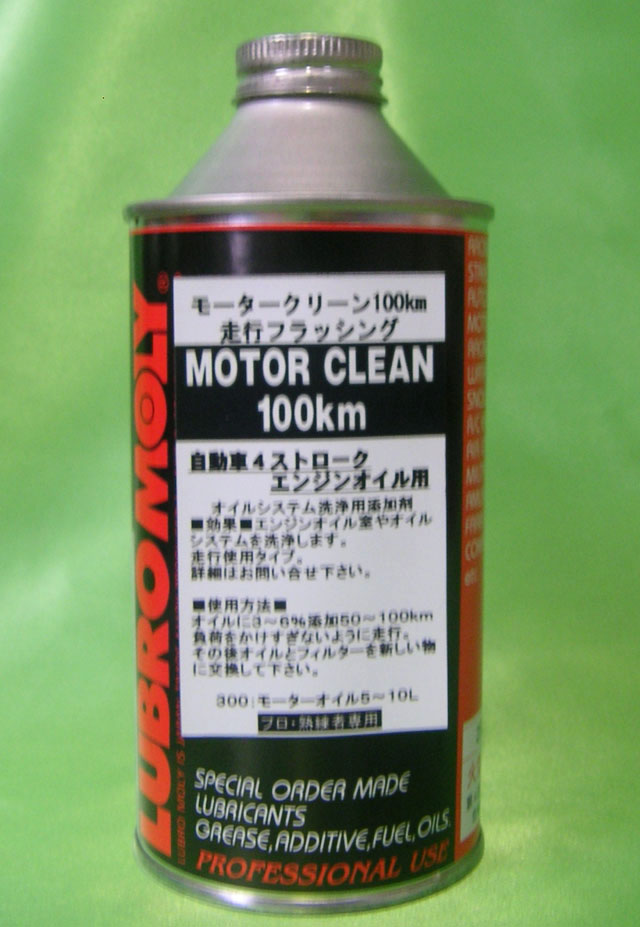 LUBROMOLY®
モータークリーン100km
走行フラッシング
MOTOR CLEAN
100km
自動車4ストローク
エンジンオイル用
オイルシステム洗浄用添加剤
■効果■エンジンオイル室やオイル
システムを洗浄します。
走行使用タイプ。
詳細はお問い合せ下さい。
■使用方法■
オイルに3～6%添加50～100km
負荷をかけすぎないように走行。
その後オイルとフィルターを新しい物
に交換して下さい。
300:モーターオイル5～10L
プロ・熟練者専用
SPECIAL ORDER MADE
LUBRICANTS
GREASE,ADDITIVE,FUEL,OILS.
PROFESSIONAL USE